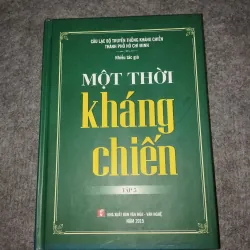 CÂU LẠC BỘ TRUYỀN THỐNG KHÁNG CHIẾN
THÀNH PHỐ HỒ CHÍ MINH
Nhiều tác giả
MỘT THỜI
kháng
chiến
TẬP 5
NHÀ XUẤT BẢN VĂN HÓA - VĂN NGHỆ
NĂM 2015